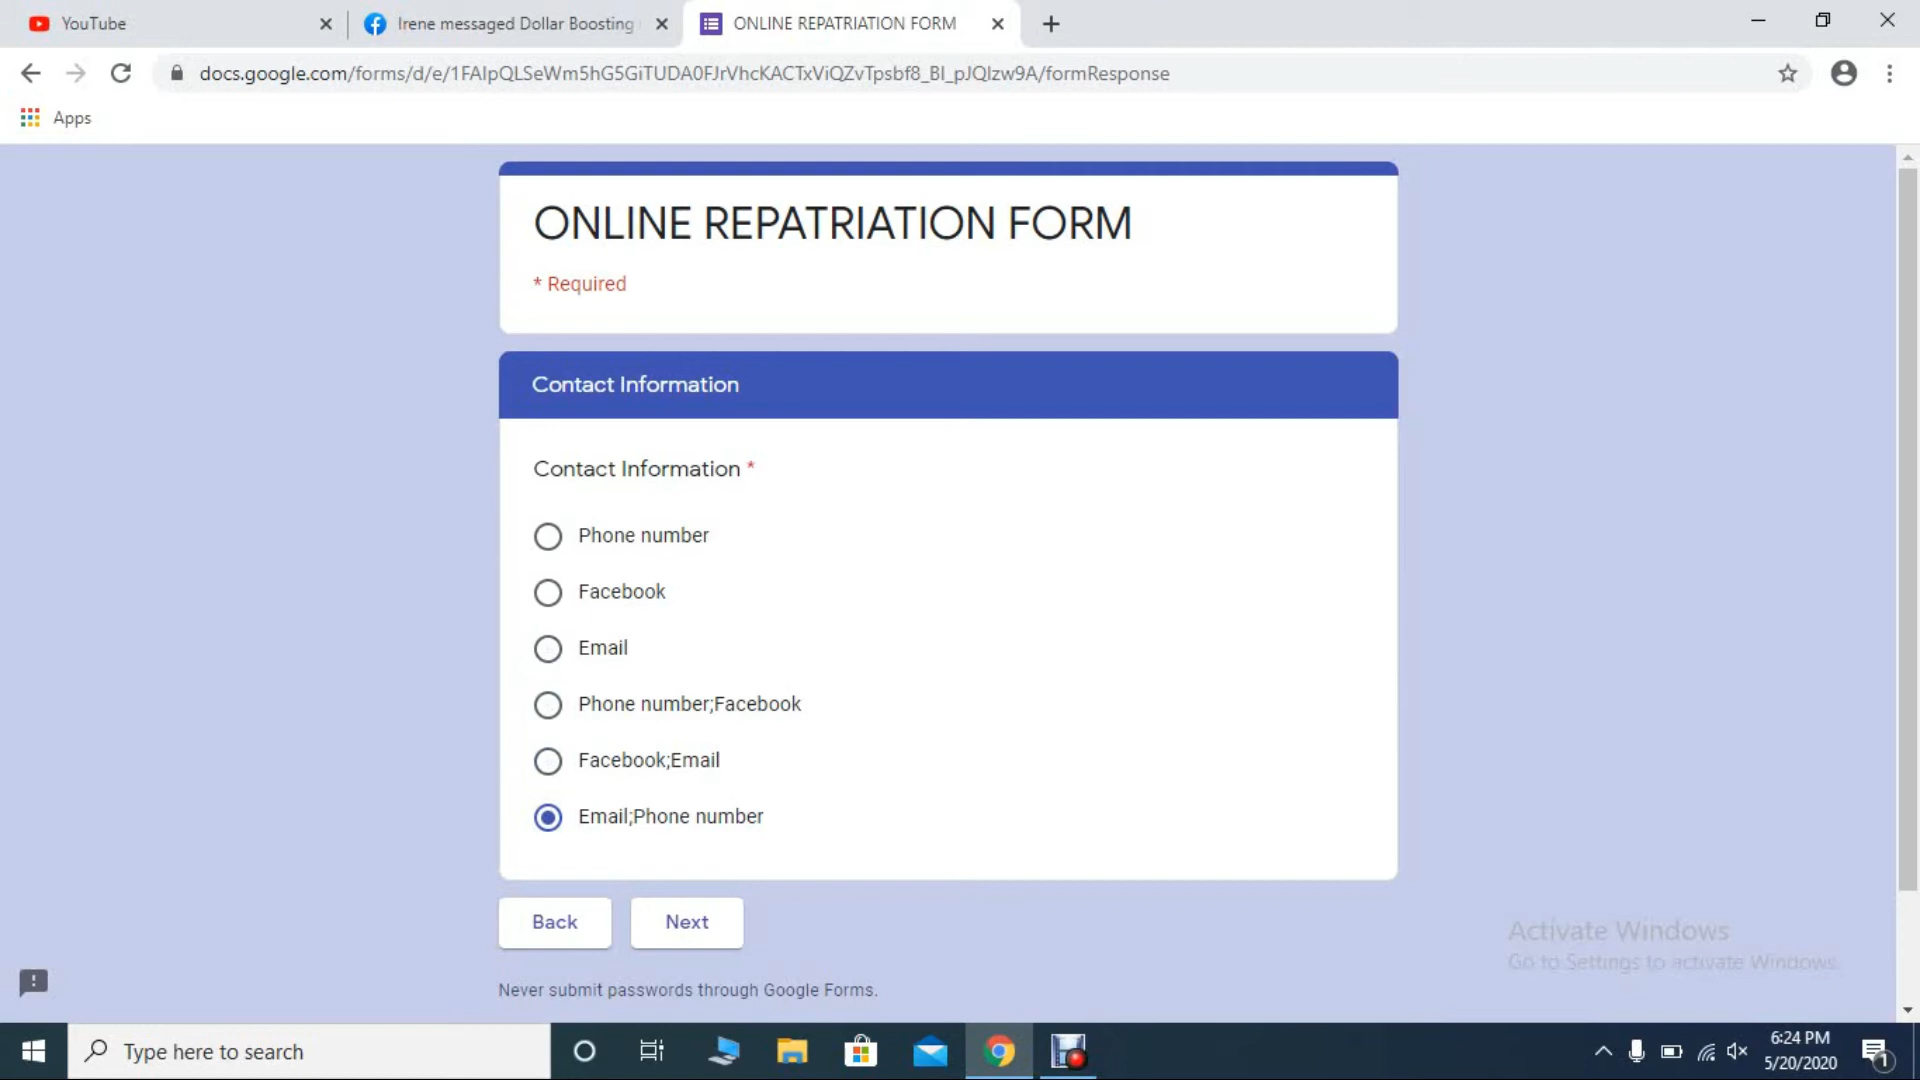 YouTube
Irene messaged Dollar Boosting
ONLINE REPATRIATION FORM
docs.google.com/forms/d/e/1FAIpQLSeWm5hG5GiTUDA0FJrVhcKACTxViQZvTpsbf8_BI_pJQIzw9A/formResponse
Apps
ONLINE REPATRIATION FORM
* Required
Contact Information
Contact Information *
Phone number
Facebook
Email
Phone number;Facebook
Facebook;Email
Email;Phone number
Back
Next
Activate Windows
Go to Settings to activate Windows.
Never submit passwords through Google Forms.
Type here to search
6:24 PM
5/20/2020
1